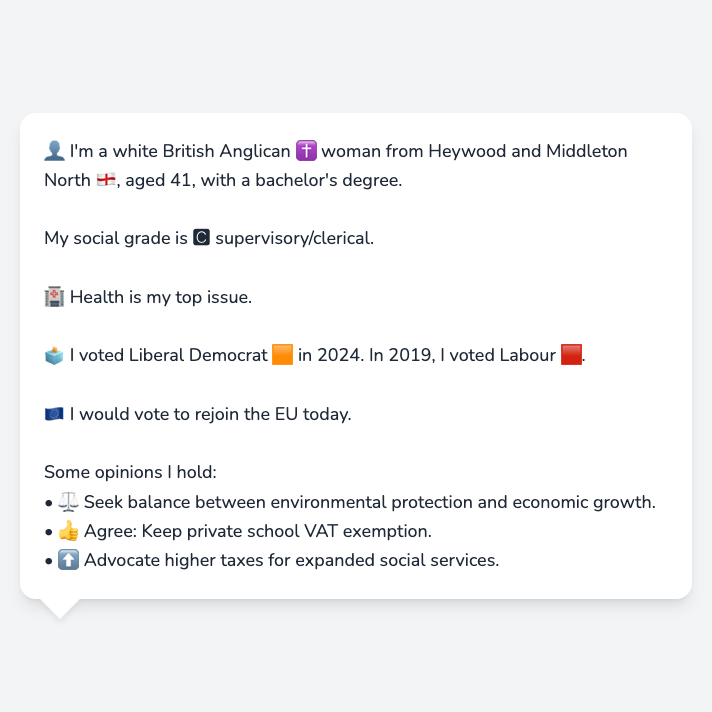 👤 I'm a white British Anglican ✝️ woman from Heywood and Middleton
North 🏴󠁧󠁢󠁥󠁮󠁧󠁿, aged 41, with a bachelor's degree.
My social grade is 🅲 supervisory/clerical.
🏥 Health is my top issue.
🗳️ I voted Liberal Democrat 🟧 in 2024. In 2019, I voted Labour 🟥.
🇪🇺 I would vote to rejoin the EU today.
Some opinions I hold:
• ⚖️ Seek balance between environmental protection and economic growth.
• 👍 Agree: Keep private school VAT exemption.
• ⬆️ Advocate higher taxes for expanded social services.